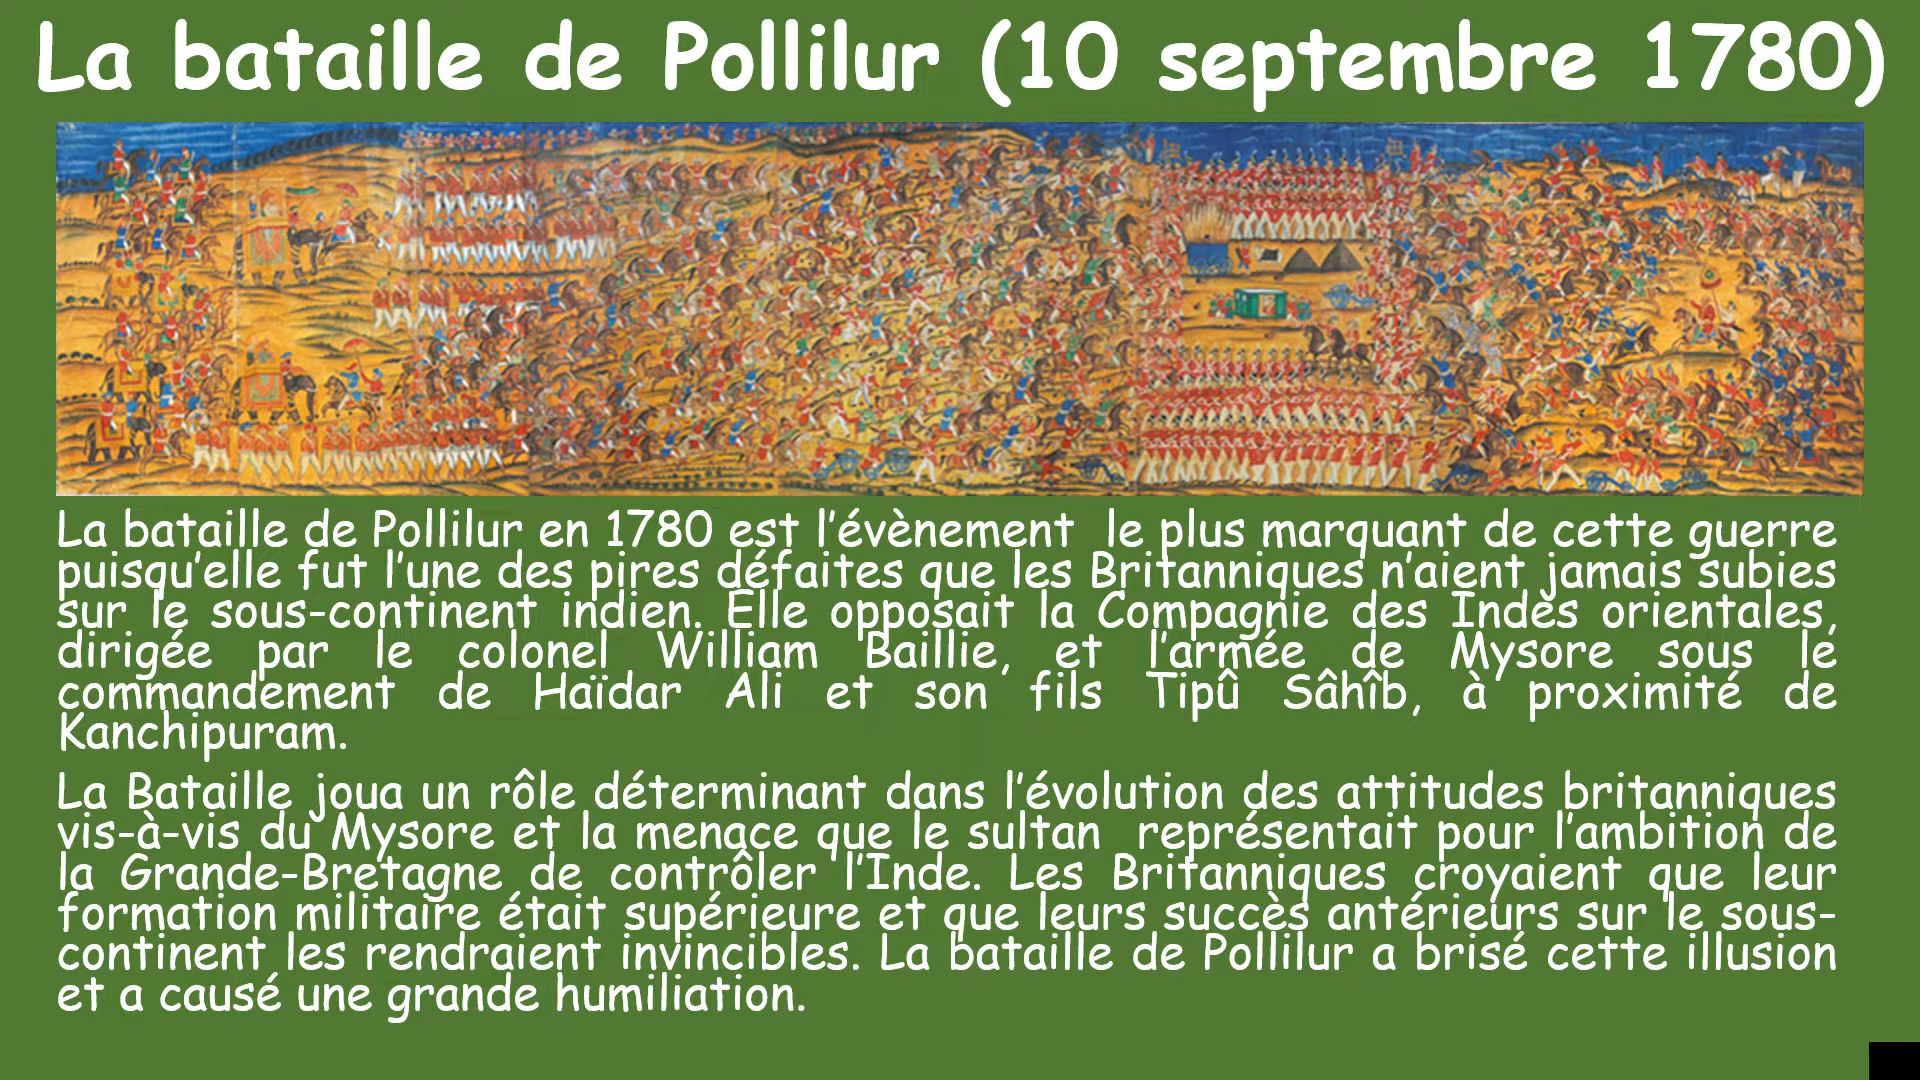 La bataille de Pollilur (10 septembre 1780)
La bataille de Pollilur en 1780 est l’évènement  le plus marquant de cette guerre
puisqu’elle fut l’une des pires défaites que les Britanniques n’aient jamais subies
sur le sous-continent indien. Elle opposait la Compagnie des Indes orientales,
dirigée par le colonel William Baillie, et l’armée de Mysore sous le
commandement de Haïdar Ali et son fils Tipû Sâhîb, à proximité de
Kanchipuram.
La Bataille joua un rôle déterminant dans l’évolution des attitudes britanniques
vis-à-vis du Mysore et la menace que le sultan  représentait pour l’ambition de
la Grande-Bretagne de contrôler l’Inde. Les Britanniques croyaient que leur
formation militaire était supérieure et que leurs succès antérieurs sur le sous-
continent les rendraient invincibles. La bataille de Pollilur a brisé cette illusion
et a causé une grande humiliation.